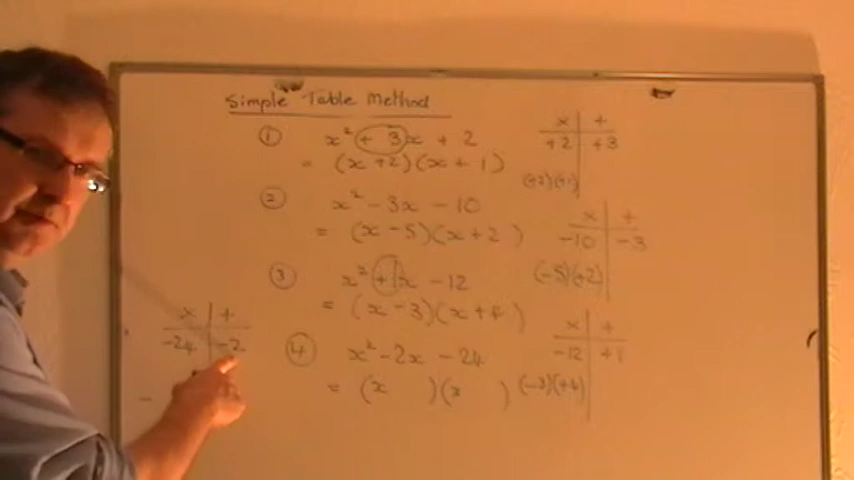 Simple Table Method
① x² + 3x + 2
= (x + 2)(x + 1)
x | +
+2 | +3
(+2)(+1)
② x² - 3x - 10
= (x - 5)(x + 2)
x | +
-10 | -3
(-5)(+2)
③ x² + 1x - 12
= (x - 3)(x + 4)
x | +
-12 | +1
(-3)(+4)
x | +
-24 | -2
④ x² - 2x - 24
= (x )(x )